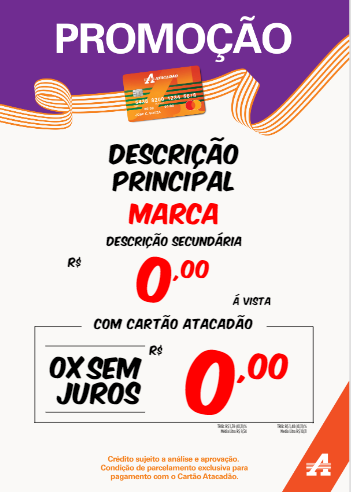 PROMOÇÃO
ATACADÃO
DESCRIÇÃO
PRINCIPAL
MARCA
DESCRIÇÃO SECUNDÁRIA
R$
0,00
Á VISTA
COM CARTÃO ATACADÃO
0X SEM
JUROS
R$
0,00
Crédito sujeito a análise e aprovação.
Condição de parcelamento exclusiva para
pagamento com o Cartão Atacadão.